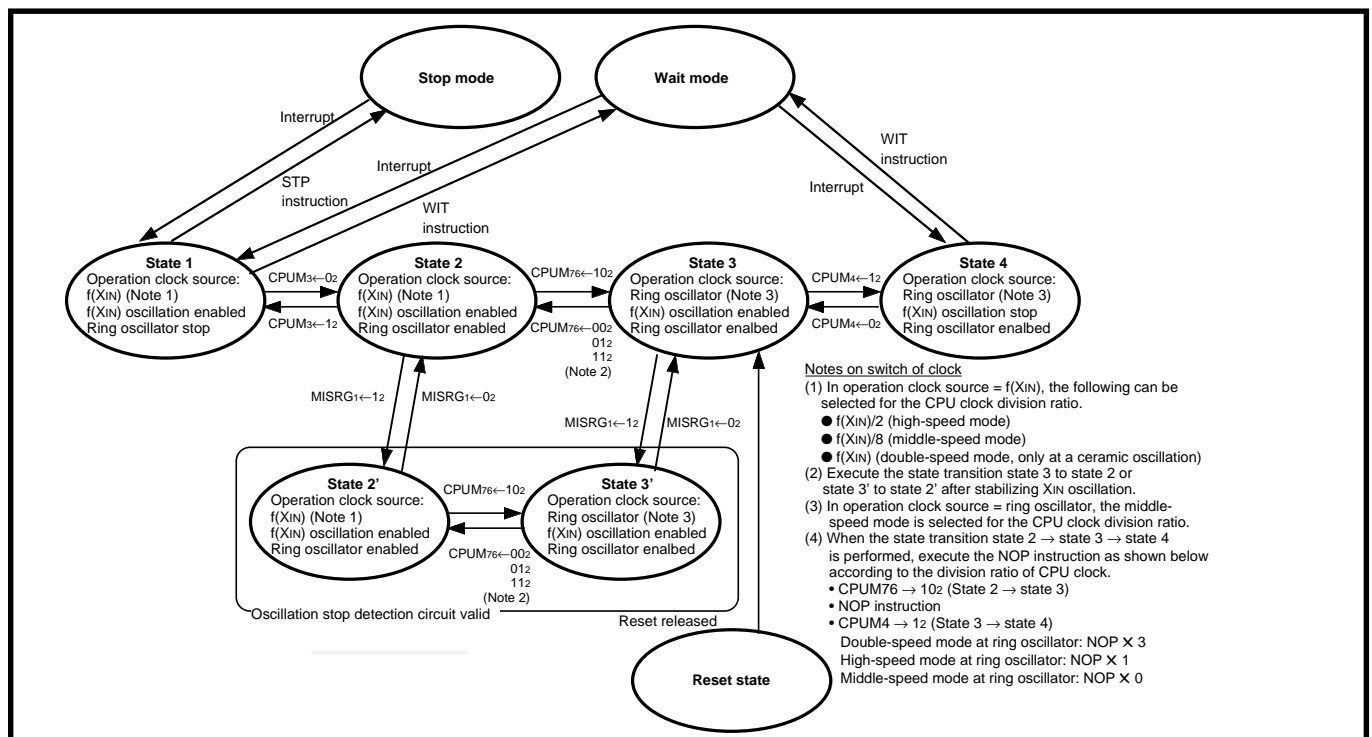 Stop mode
Wait mode
Interrupt
STP
instruction
Interrupt
WIT
instruction
WIT
instruction
Interrupt
State 1
Operation clock source:
f(XIN) (Note 1)
f(XIN) oscillation enabled
Ring oscillator stop
CPUM3←02
CPUM3←12
State 2
Operation clock source:
f(XIN) (Note 1)
f(XIN) oscillation enabled
Ring oscillator enabled
CPUM76←102
CPUM76←002
012
112
(Note 2)
State 3
Operation clock source:
Ring oscillator (Note 3)
f(XIN) oscillation enabled
Ring oscillator enalbed
CPUM4←12
CPUM4←02
State 4
Operation clock source:
Ring oscillator (Note 3)
f(XIN) oscillation stop
Ring oscillator enalbed
MISRG1←12
MISRG1←02
MISRG1←12
MISRG1←02
State 2'
Operation clock source:
f(XIN) (Note 1)
f(XIN) oscillation enabled
Ring oscillator enabled
CPUM76←102
CPUM76←002
012
112
(Note 2)
State 3'
Operation clock source:
Ring oscillator (Note 3)
f(XIN) oscillation enabled
Ring oscillator enalbed
Oscillation stop detection circuit valid
Reset released
Reset state
Notes on switch of clock
(1) In operation clock source = f(XIN), the following can be
selected for the CPU clock division ratio.
● f(XIN)/2 (high-speed mode)
● f(XIN)/8 (middle-speed mode)
● f(XIN) (double-speed mode, only at a ceramic oscillation)
(2) Execute the state transition state 3 to state 2 or
state 3' to state 2' after stabilizing XIN oscillation.
(3) In operation clock source = ring oscillator, the middle-
speed mode is selected for the CPU clock division ratio.
(4) When the state transition state 2 → state 3 → state 4
is performed, execute the NOP instruction as shown below
according to the division ratio of CPU clock.
• CPUM76 → 102 (State 2 → state 3)
• NOP instruction
• CPUM4 → 12 (State 3 → state 4)
Double-speed mode at ring oscillator: NOP ✕ 3
High-speed mode at ring oscillator: NOP ✕ 1
Middle-speed mode at ring oscillator: NOP ✕ 0